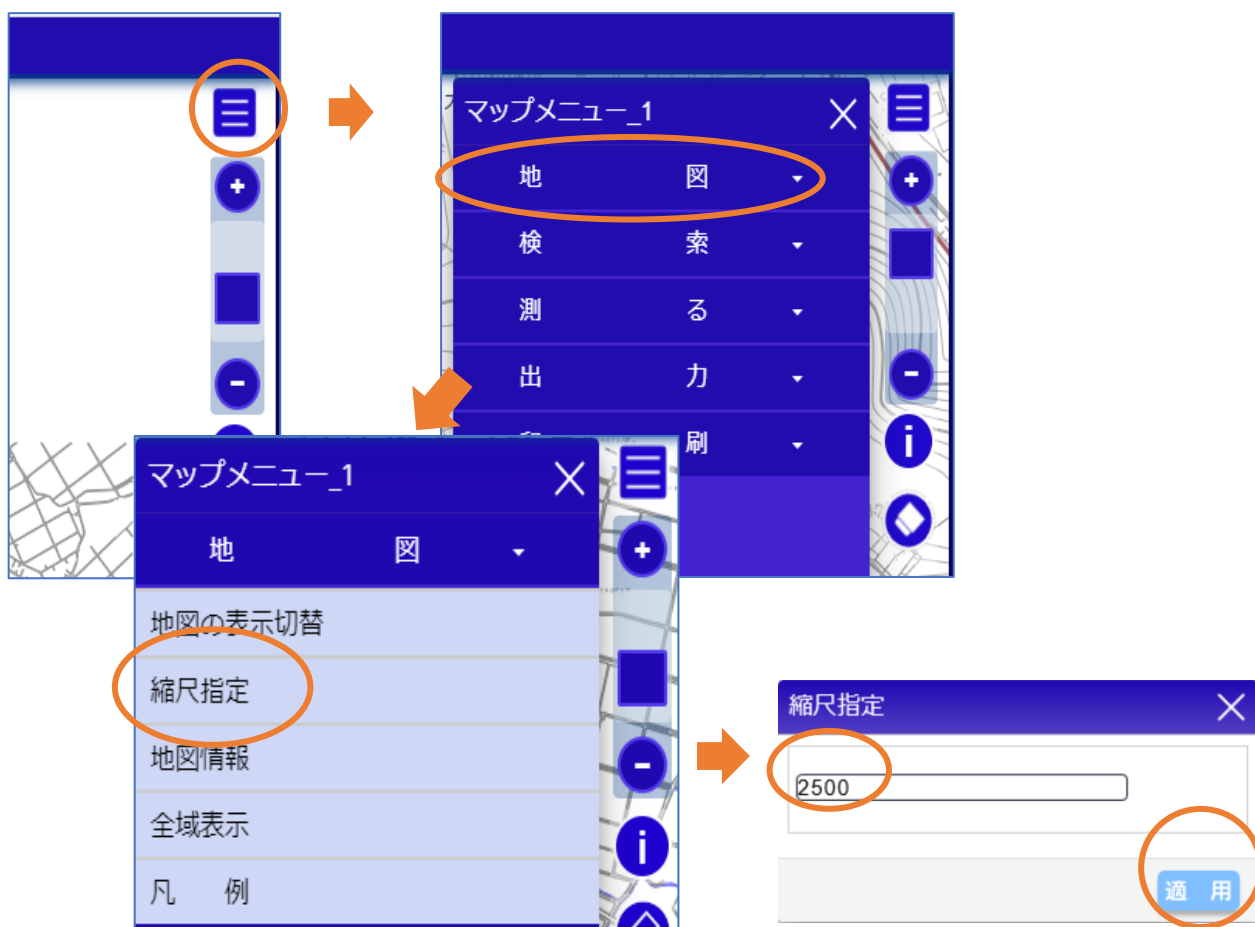 マップメニュー_1
地 図
検 索
測 る
出 力
刷
マップメニュー_1
地 図
地図の表示切替
縮尺指定
地図情報
全域表示
凡 例
縮尺指定
2500
適 用